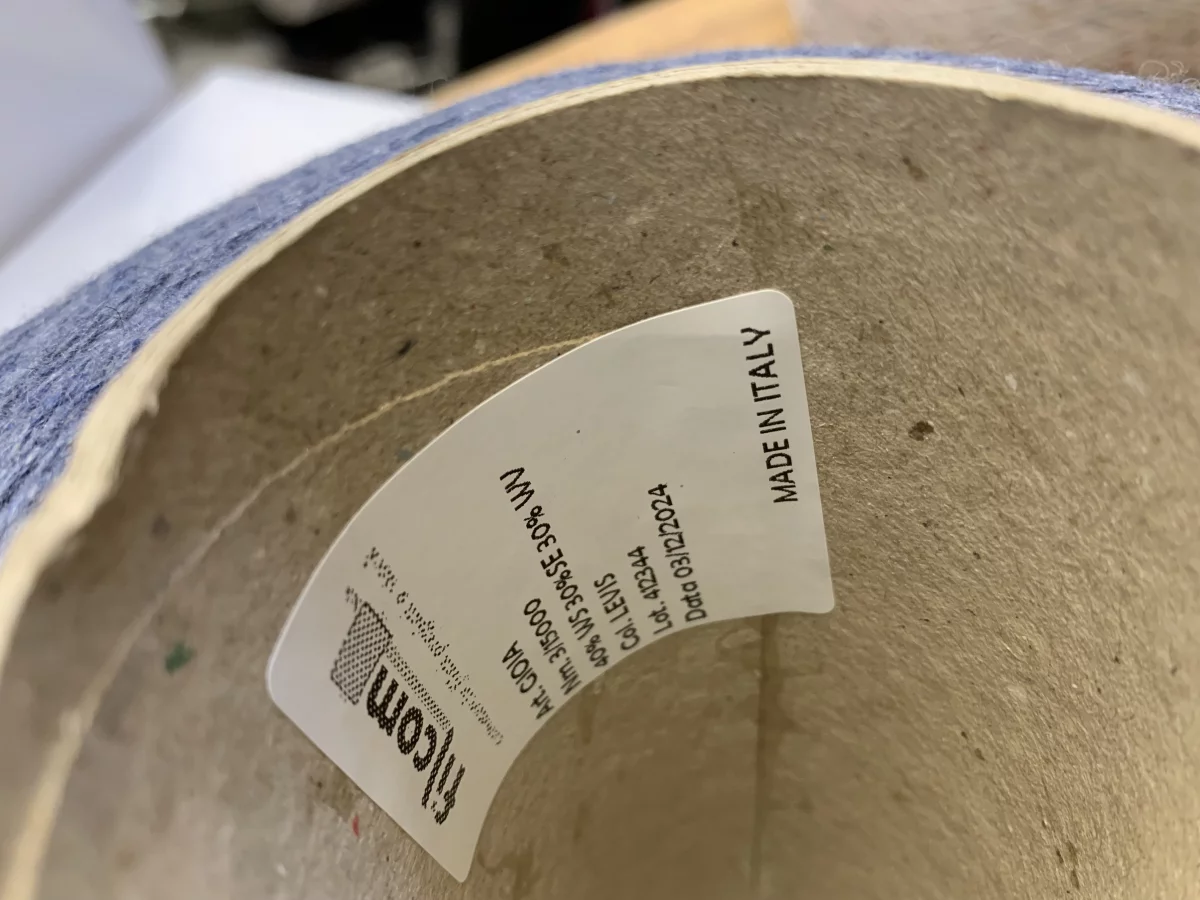 filcom
Art. GIOIA
Nm. 3/15000
40% WS 30%SE 30% WV
Col. LEVIS
Lot. 412344
Data 03/12/2024
MADE IN ITALY